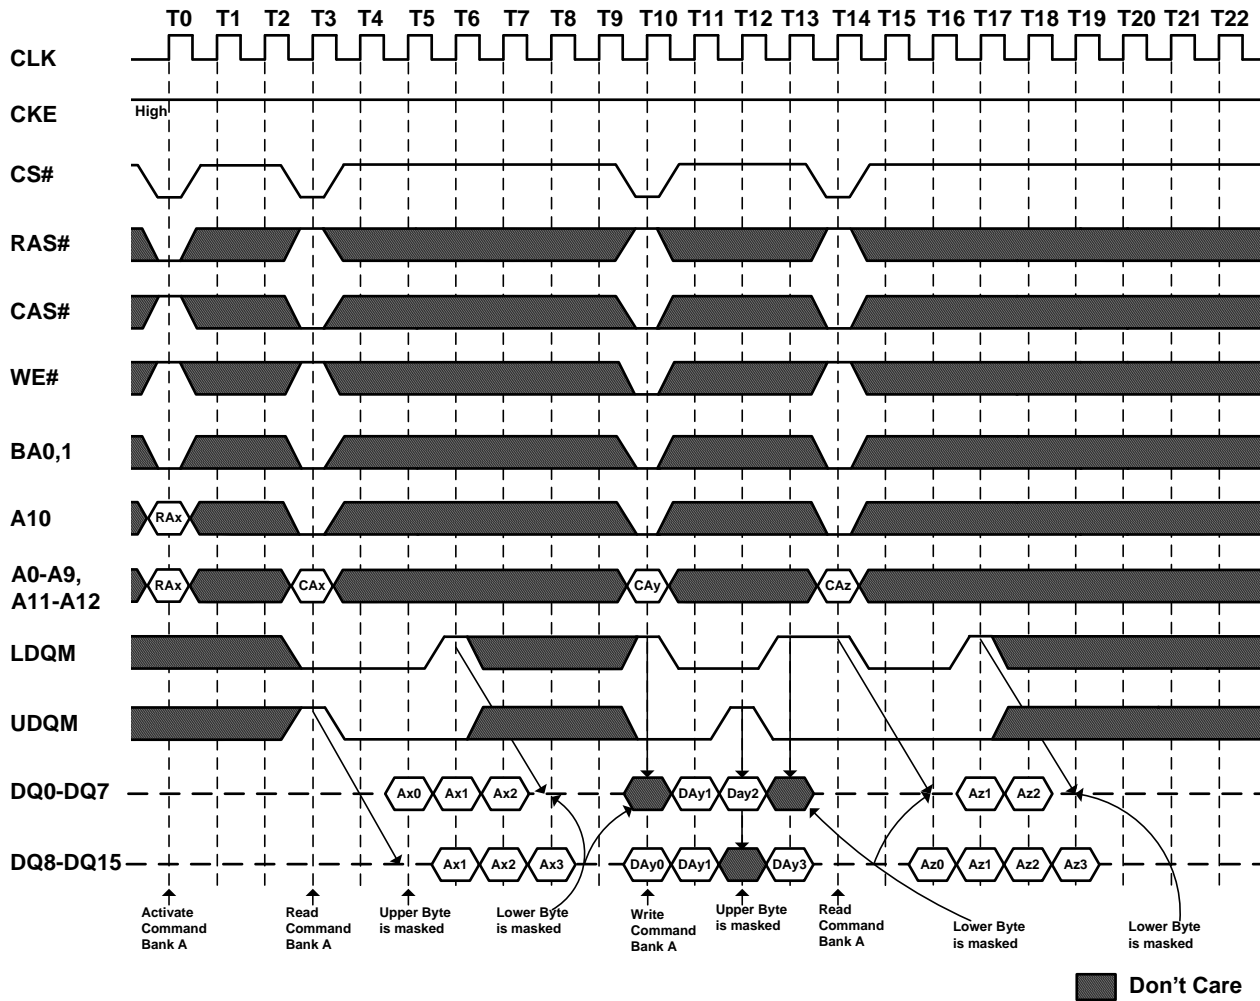 T0 T1 T2 T3 T4 T5 T6 T7 T8 T9 T10 T11 T12 T13 T14 T15 T16 T17 T18 T19 T20 T21 T22
CLK
CKE High
CS#
RAS#
CAS#
WE#
BA0,1
A10 RAx
A0-A9,
A11-A12 RAx CAx CAy CAz
LDQM
UDQM
DQ0-DQ7 Ax0 Ax1 Ax2 DAy1 Day2 Az1 Az2
DQ8-DQ15 Ax1 Ax2 Ax3 DAy0 DAy1 DAy3 Az0 Az1 Az2 Az3
Activate
Command
Bank A
Read
Command
Bank A
Upper Byte
is masked
Lower Byte
is masked
Write
Command
Bank A
Upper Byte
is masked
Read
Command
Bank A
Lower Byte
is masked
Lower Byte
is masked
Don't Care